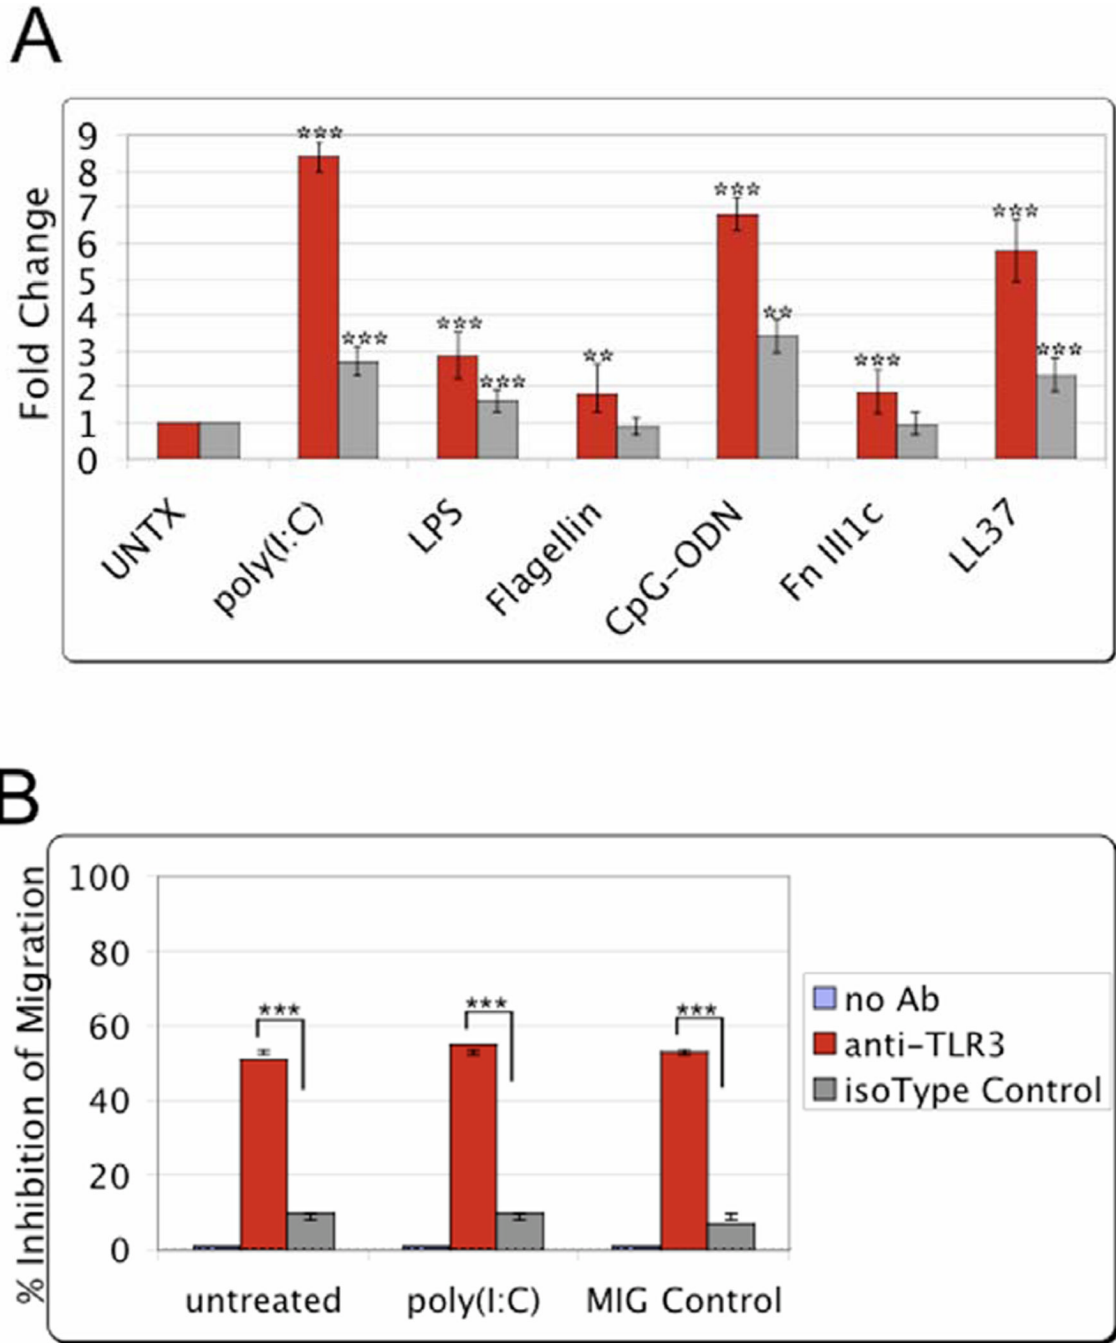 A
Fold Change
9
8
7
6
5
4
3
2
1
0
***
***
***
***
**
***
**
***
***
***
UNTX
poly(I:C)
LPS
Flagellin
CpG-ODN
Fn III1c
LL37
B
% Inhibition of Migration
100
80
60
40
20
0
***
***
***
untreated
poly(I:C)
MIG Control
no Ab
anti-TLR3
isoType Control